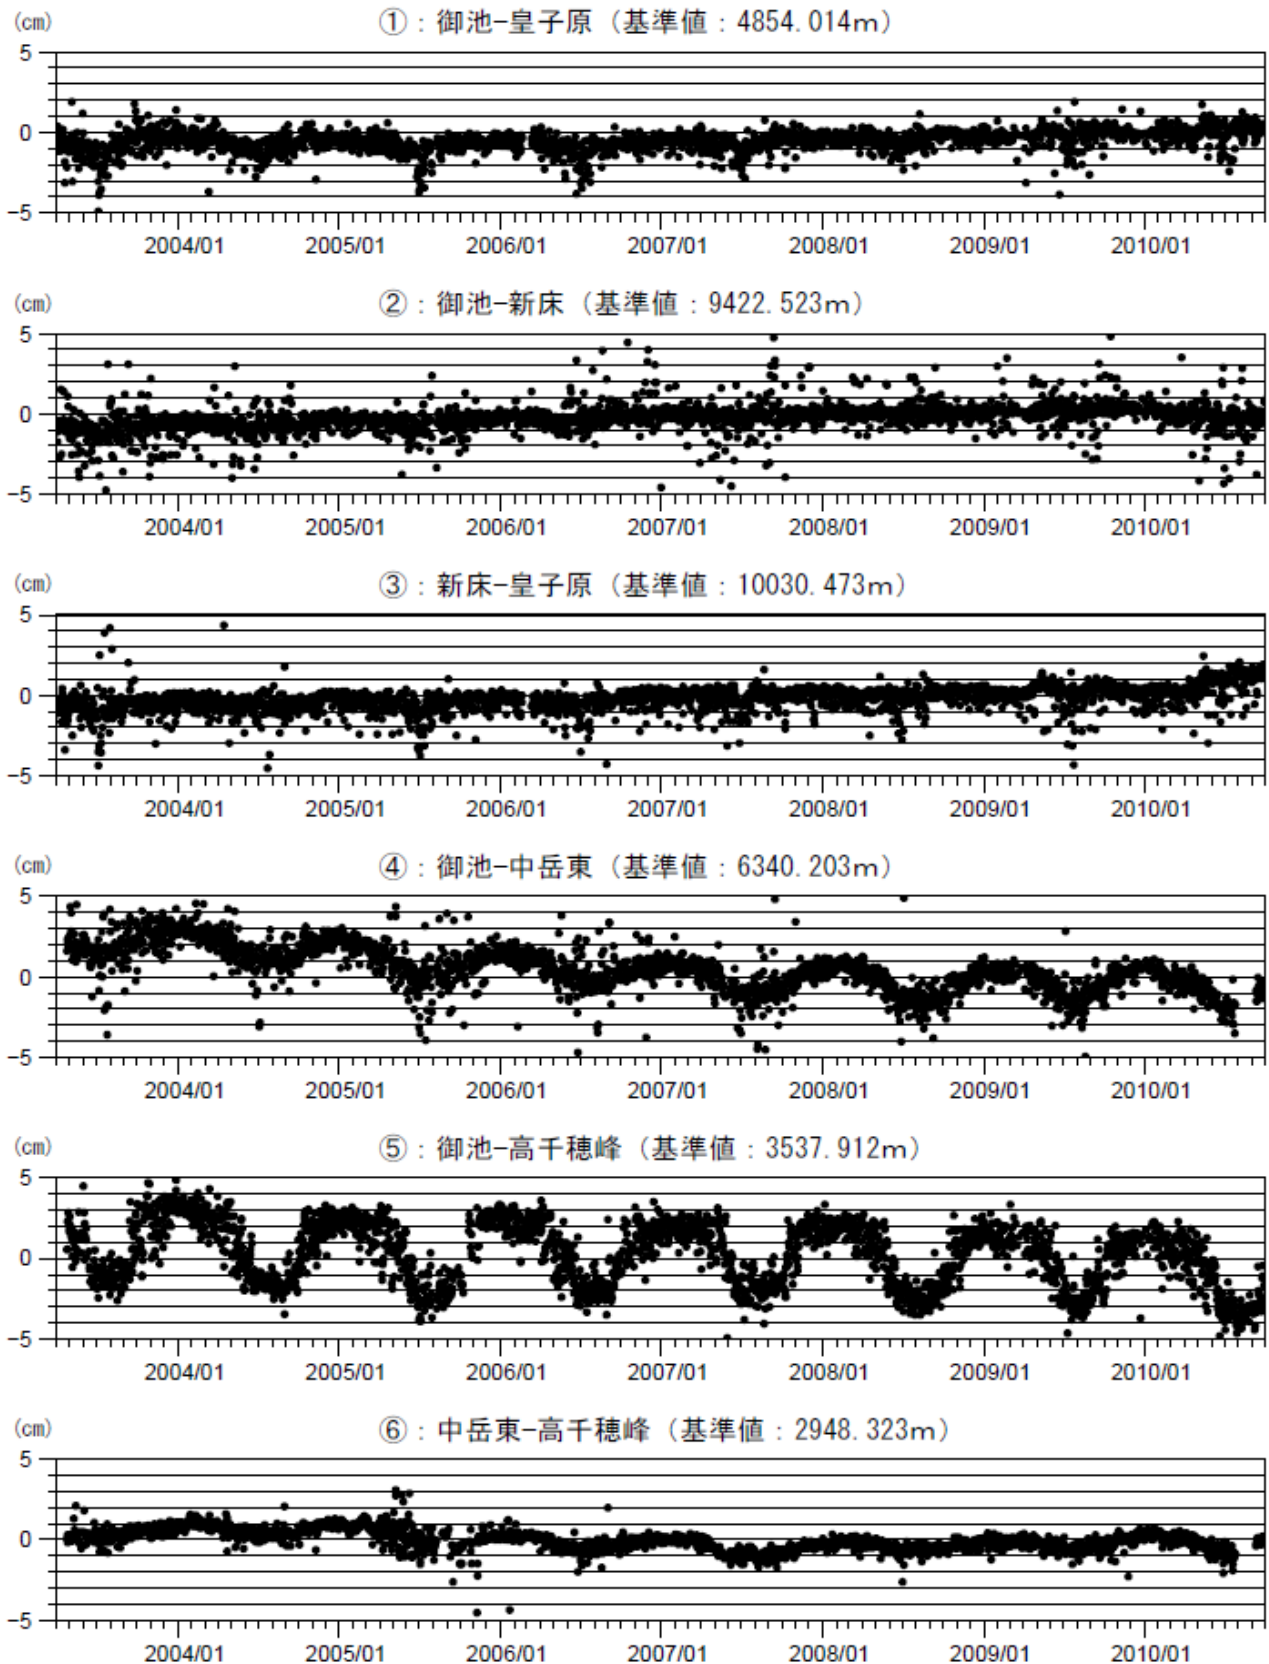 (cm) ①：御池−皇子原（基準値：4854.014ｍ）
5
0
−5
2004/01 2005/01 2006/01 2007/01 2008/01 2009/01 2010/01
(cm) ②：御池−新床（基準値：9422.523ｍ）
5
0
−5
2004/01 2005/01 2006/01 2007/01 2008/01 2009/01 2010/01
(cm) ③：新床−皇子原（基準値：10030.473ｍ）
5
0
−5
2004/01 2005/01 2006/01 2007/01 2008/01 2009/01 2010/01
(cm) ④：御池−中岳東（基準値：6340.203ｍ）
5
0
−5
2004/01 2005/01 2006/01 2007/01 2008/01 2009/01 2010/01
(cm) ⑤：御池−高千穂峰（基準値：3537.912ｍ）
5
0
−5
2004/01 2005/01 2006/01 2007/01 2008/01 2009/01 2010/01
(cm) ⑥：中岳東−高千穂峰（基準値：2948.323ｍ）
5
0
−5
2004/01 2005/01 2006/01 2007/01 2008/01 2009/01 2010/01